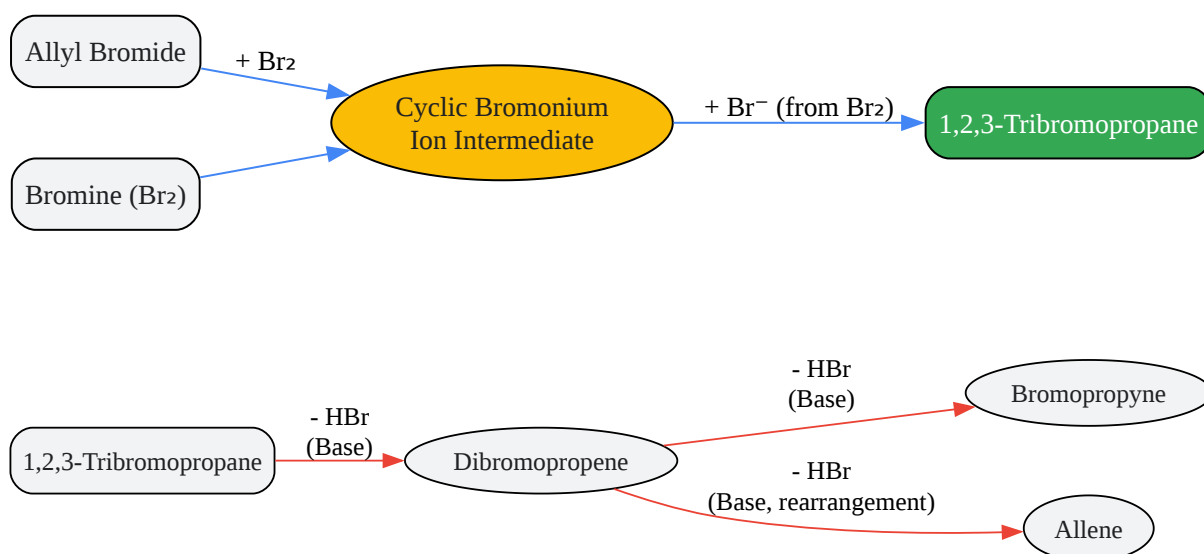 Allyl Bromide
+ Br₂
Bromine (Br₂)
Cyclic Bromonium
Ion Intermediate
+ Br⁻ (from Br₂)
1,2,3-Tribromopropane
1,2,3-Tribromopropane
- HBr
(Base)
Dibromopropene
- HBr
(Base)
Bromopropyne
- HBr
(Base, rearrangement)
Allene